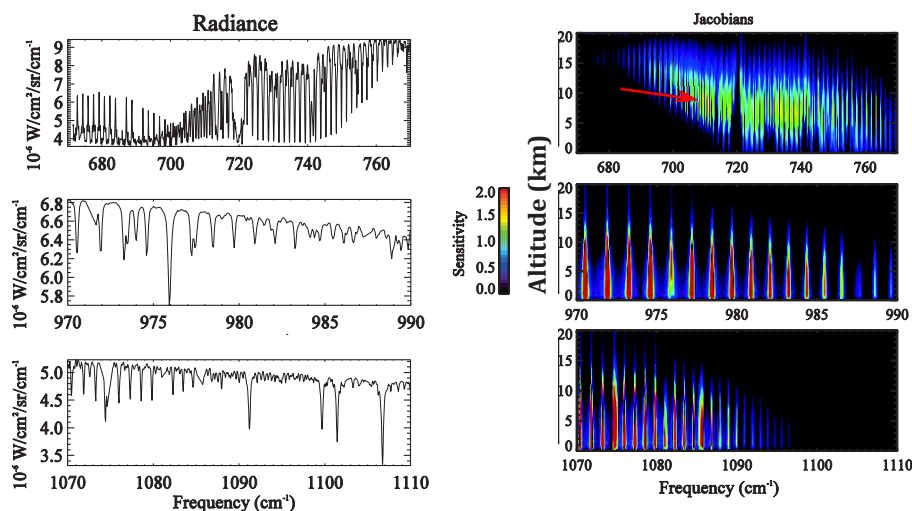 Radiance
10⁻⁶ W/cm²/sr/cm⁻¹
9
8
7
6
5
4
680 700 720 740 760
10⁻⁶ W/cm²/sr/cm⁻¹
6.8
6.6
6.4
6.2
6.0
5.8
970 975 980 985 990
10⁻⁶ W/cm²/sr/cm⁻¹
5.0
4.5
4.0
3.5
1070 1080 1090 1100 1110
Frequency (cm⁻¹)
Sensitivity
2.0
1.5
1.0
0.5
0.0
Jacobians
Altitude (km)
20
15
10
5
0
680 700 720 740 760
20
15
10
5
0
970 975 980 985 990
20
15
10
5
0
1070 1080 1090 1100 1110
Frequency (cm⁻¹)